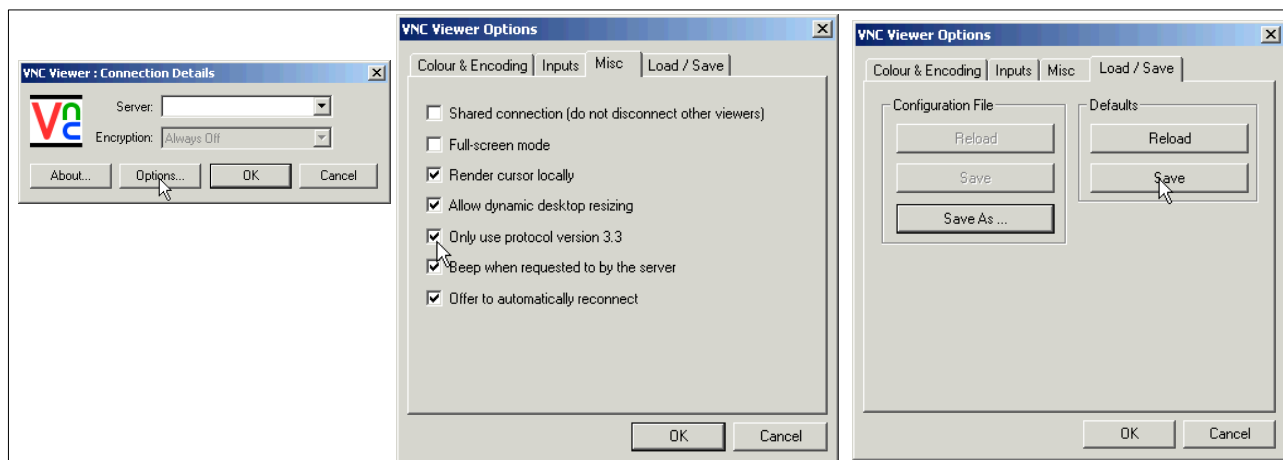 VNC Viewer : Connection Details
VNC
Server:
Encryption: Always Off
About... Options... OK Cancel
VNC Viewer Options
Colour & Encoding Inputs Misc Load / Save
Shared connection (do not disconnect other viewers)
Full-screen mode
Render cursor locally
Allow dynamic desktop resizing
Only use protocol version 3.3
Beep when requested to by the server
Offer to automatically reconnect
OK Cancel
VNC Viewer Options
Colour & Encoding Inputs Misc Load / Save
Configuration File Defaults
Reload Reload
Save Save
Save As ...
OK Cancel